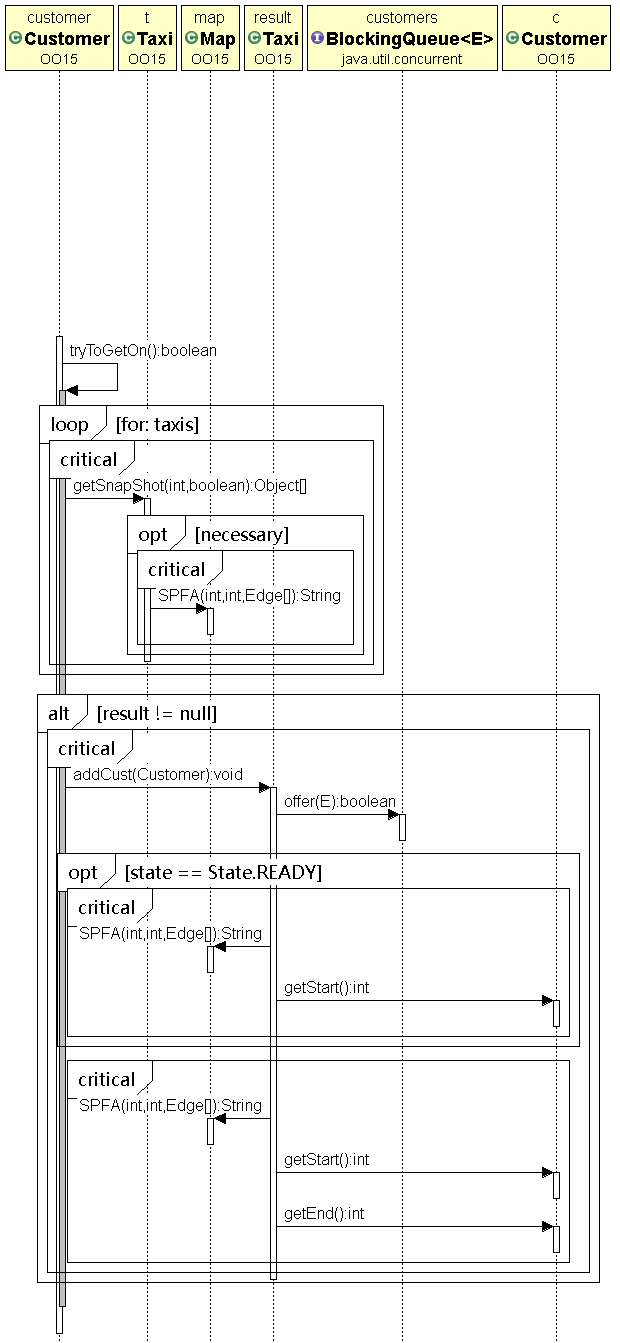 customer t map result customers c
C Customer C Taxi C Map C Taxi I BlockingQueue<E> C Customer
OO15 OO15 OO15 OO15 java.util.concurrent OO15
tryToGetOn():boolean
loop [for: taxis]
critical
getSnapShot(int,boolean):Object[]
opt [necessary]
critical
SPFA(int,int,Edge[]):String
alt [result != null]
critical
addCust(Customer):void
offer(E):boolean
opt [state == State.READY]
critical
SPFA(int,int,Edge[]):String
getStart():int
critical
SPFA(int,int,Edge[]):String
getStart():int
getEnd():int